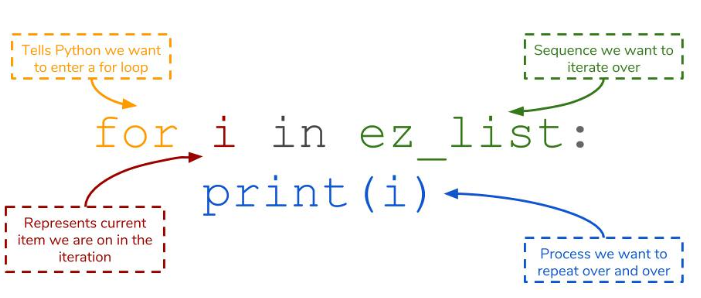 Tells Python we want
to enter a for loop
Sequence we want to
iterate over
for i in ez_list:
print(i)
Represents current
item we are on in the
iteration
Process we want to
repeat over and over